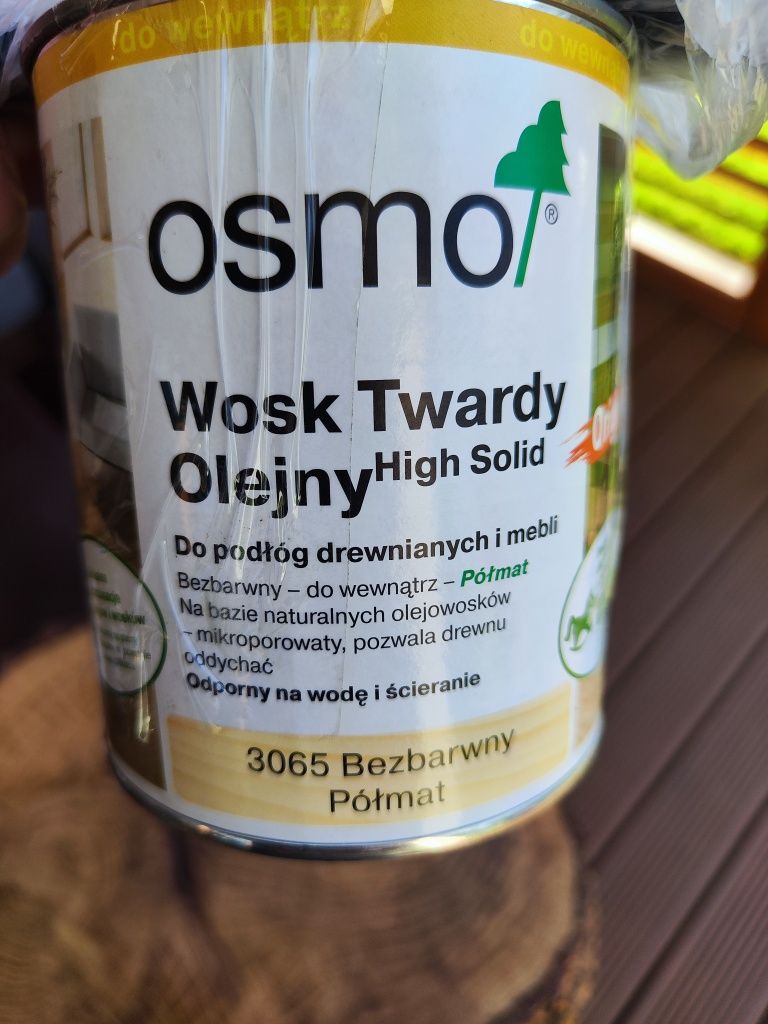 do wewnątrz
do wewnątrz
osmo
®
Wosk Twardy
Olejny High Solid
Do podłóg drewnianych i mebli
Bezbarwny – do wewnątrz – Półmat
Na bazie naturalnych olejowosków
– mikroporowaty, pozwala drewnu
oddychać
Odporny na wodę i ścieranie
3065 Bezbarwny
Półmat